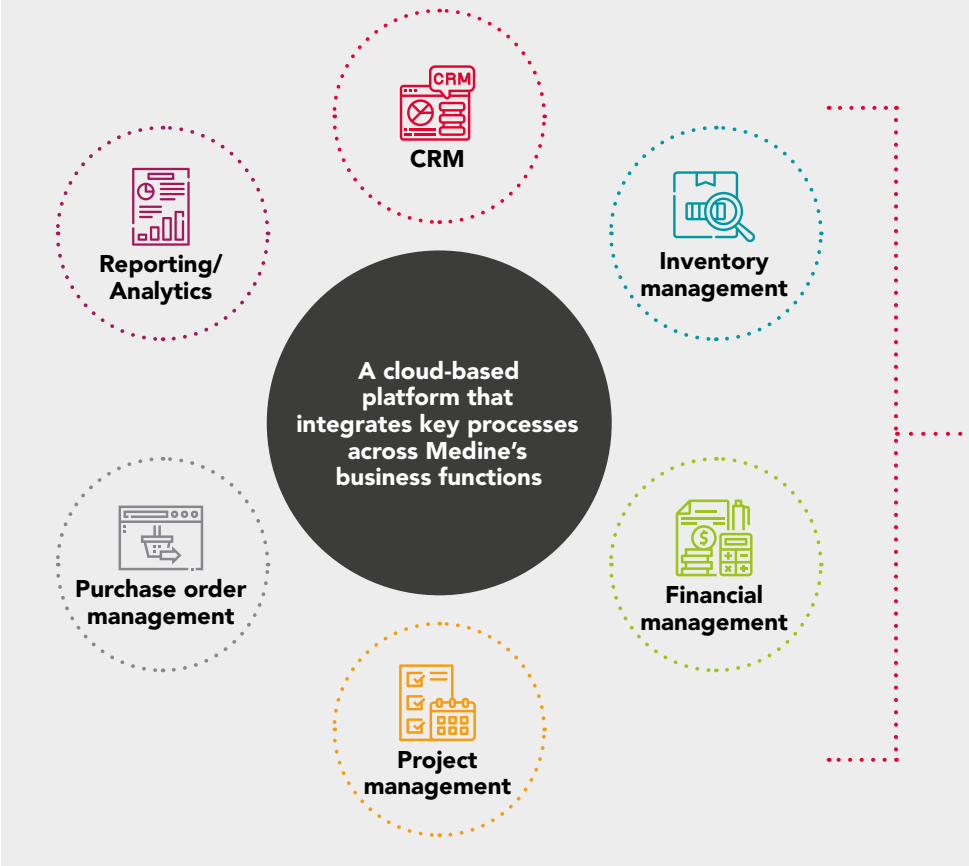 CRM
CRM
Reporting/
Analytics
Inventory
management
A cloud-based
platform that
integrates key processes
across Medine’s
business functions
Purchase order
management
$
Financial
management
Project
management